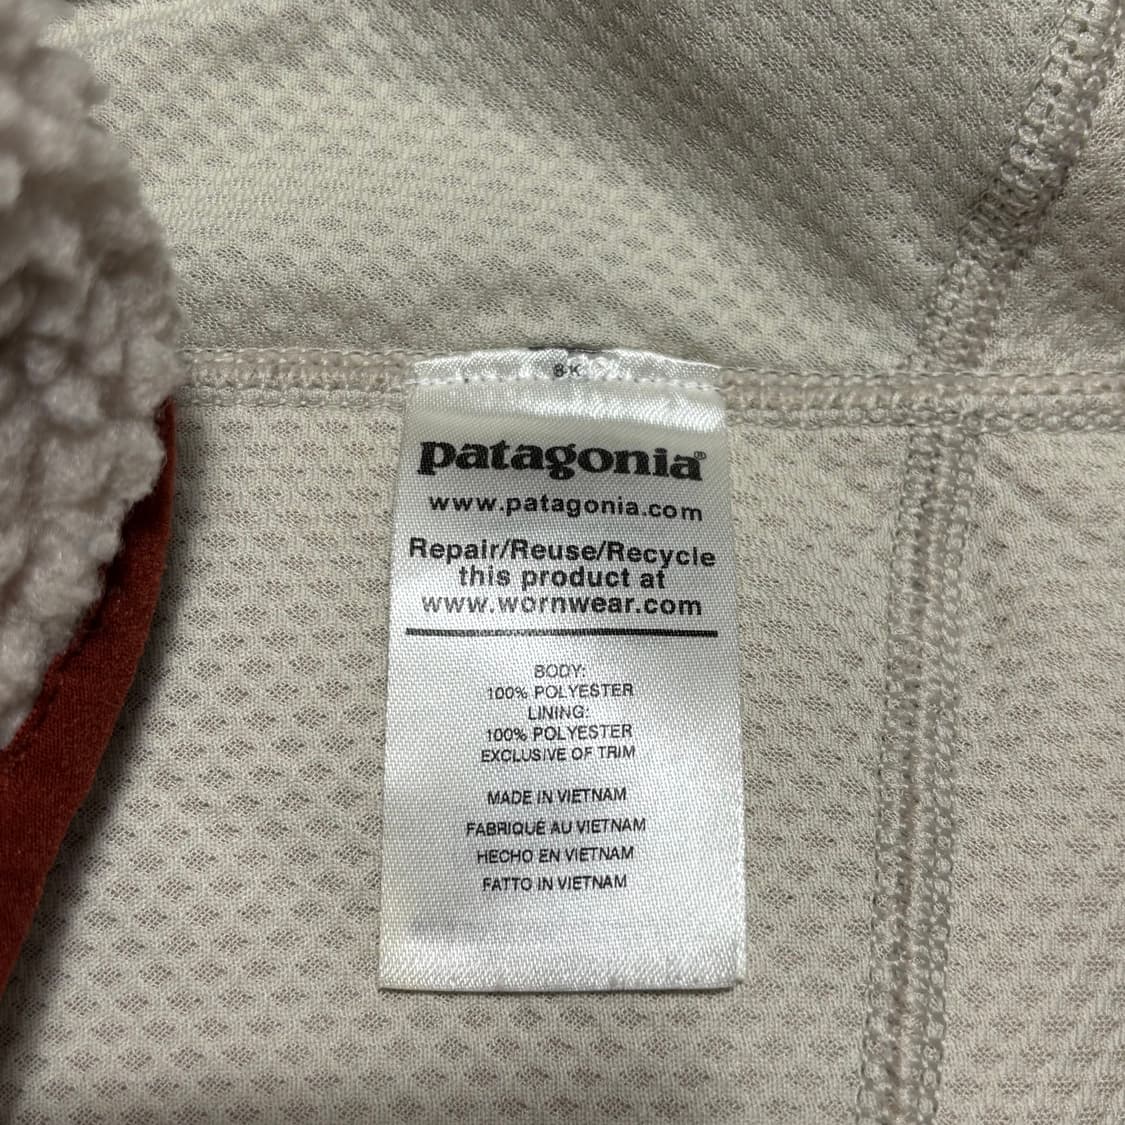 8K
patagonia®
www.patagonia.com
Repair/Reuse/Recycle
this product at
www.wornwear.com
BODY:
100% POLYESTER
LINING:
100% POLYESTER
EXCLUSIVE OF TRIM
MADE IN VIETNAM
FABRIQUÉ AU VIETNAM
HECHO EN VIETNAM
FATTO IN VIETNAM